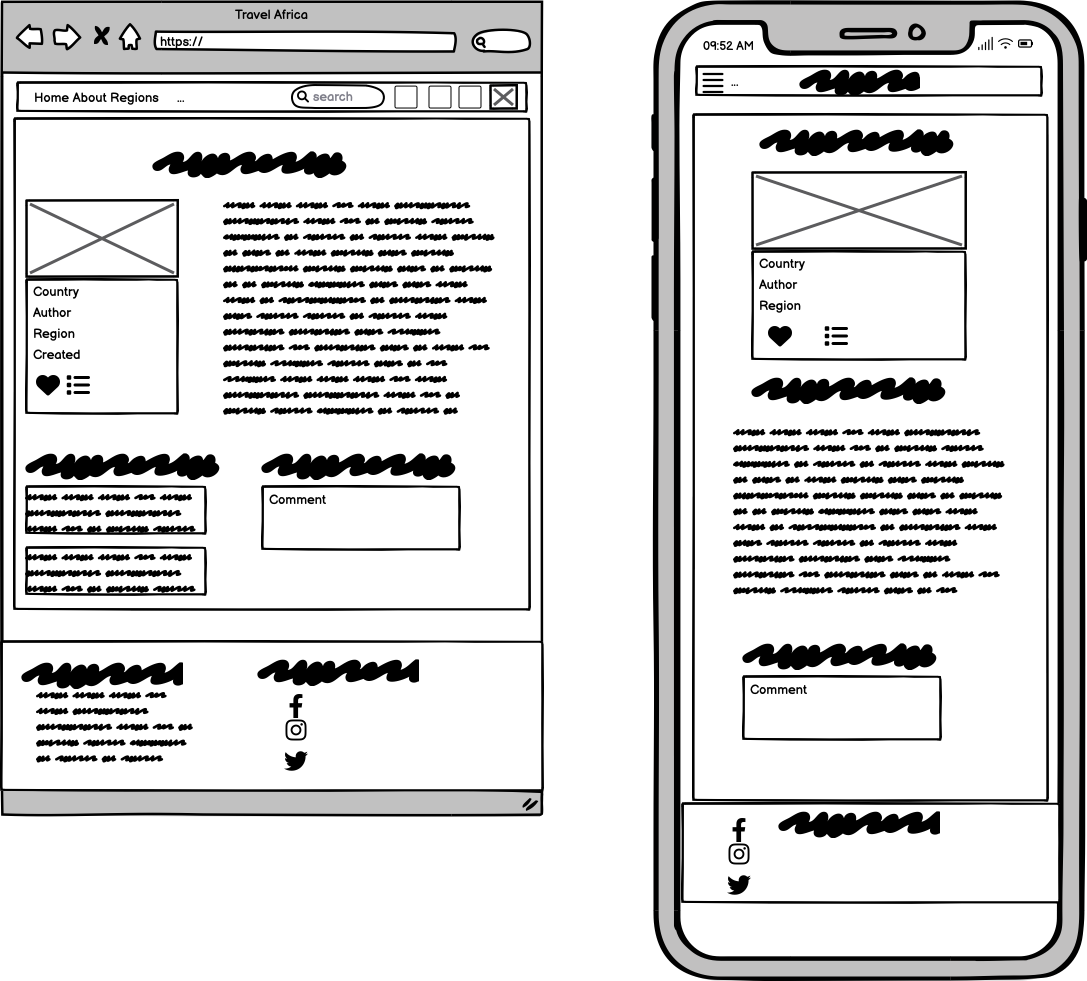 Travel Africa
https://
Home About Regions ...
search
Country
Author
Region
Created
Comment
09:52 AM
...
Country
Author
Region
Comment